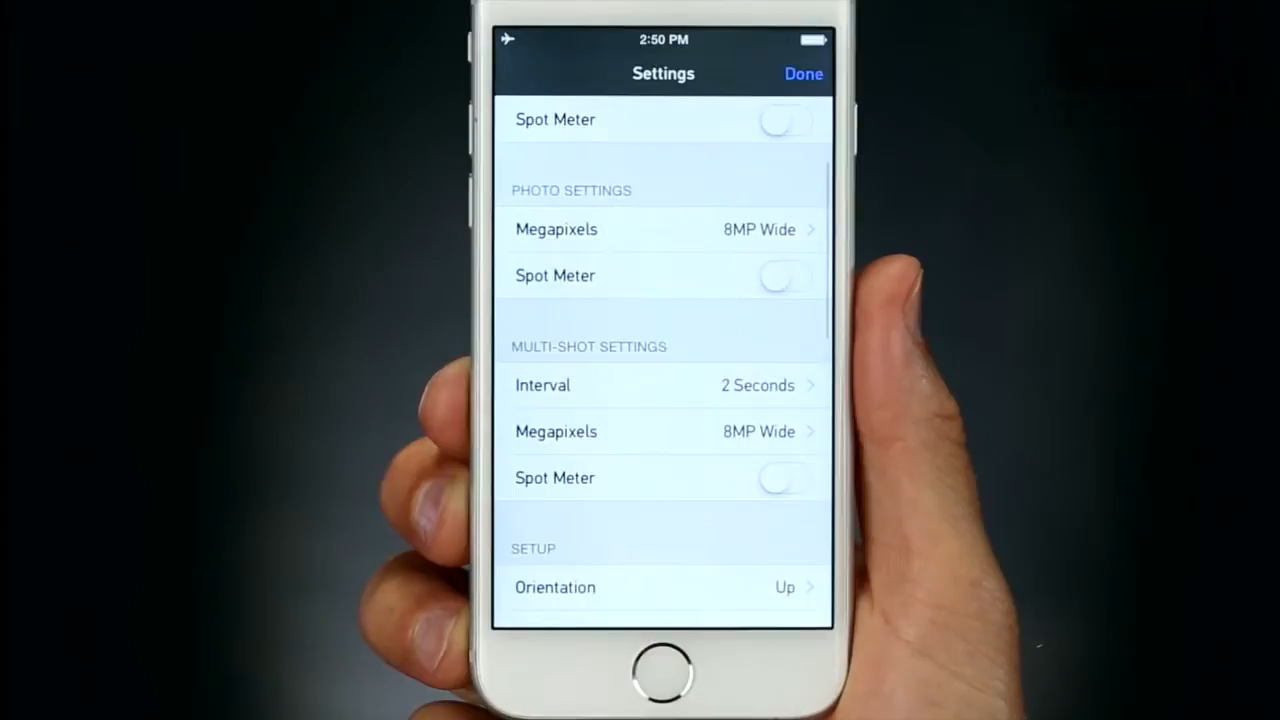 2:50 PM
Settings
Done
Spot Meter
PHOTO SETTINGS
Megapixels 8MP Wide
Spot Meter
MULTI-SHOT SETTINGS
Interval 2 Seconds
Megapixels 8MP Wide
Spot Meter
SETUP
Orientation Up